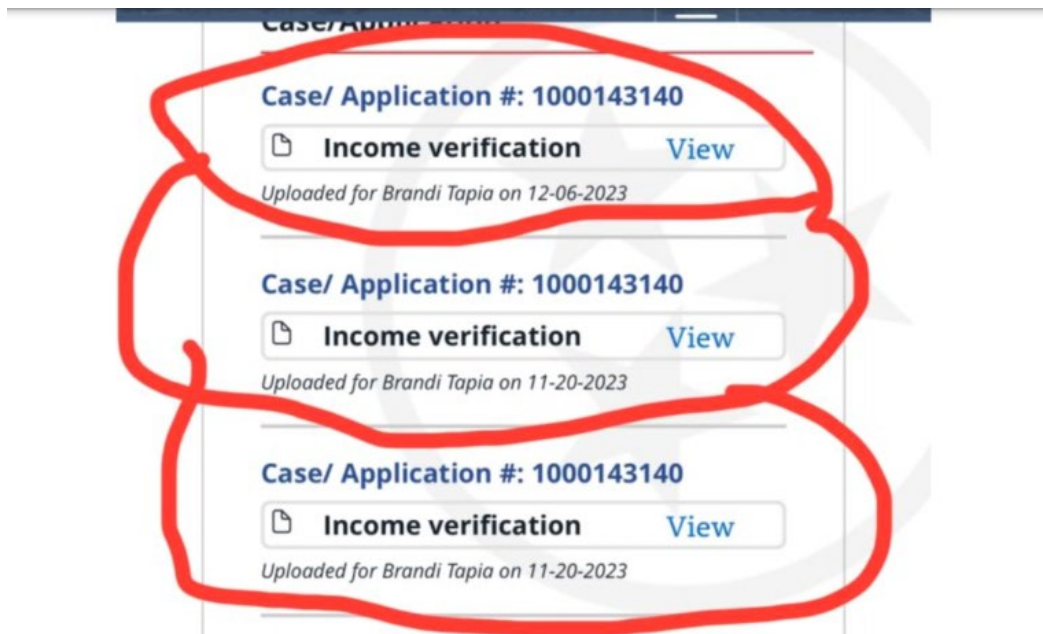 Case/Application
Case/ Application #: 1000143140
Income verification View
Uploaded for Brandi Tapia on 12-06-2023
Case/ Application #: 1000143140
Income verification View
Uploaded for Brandi Tapia on 11-20-2023
Case/ Application #: 1000143140
Income verification View
Uploaded for Brandi Tapia on 11-20-2023